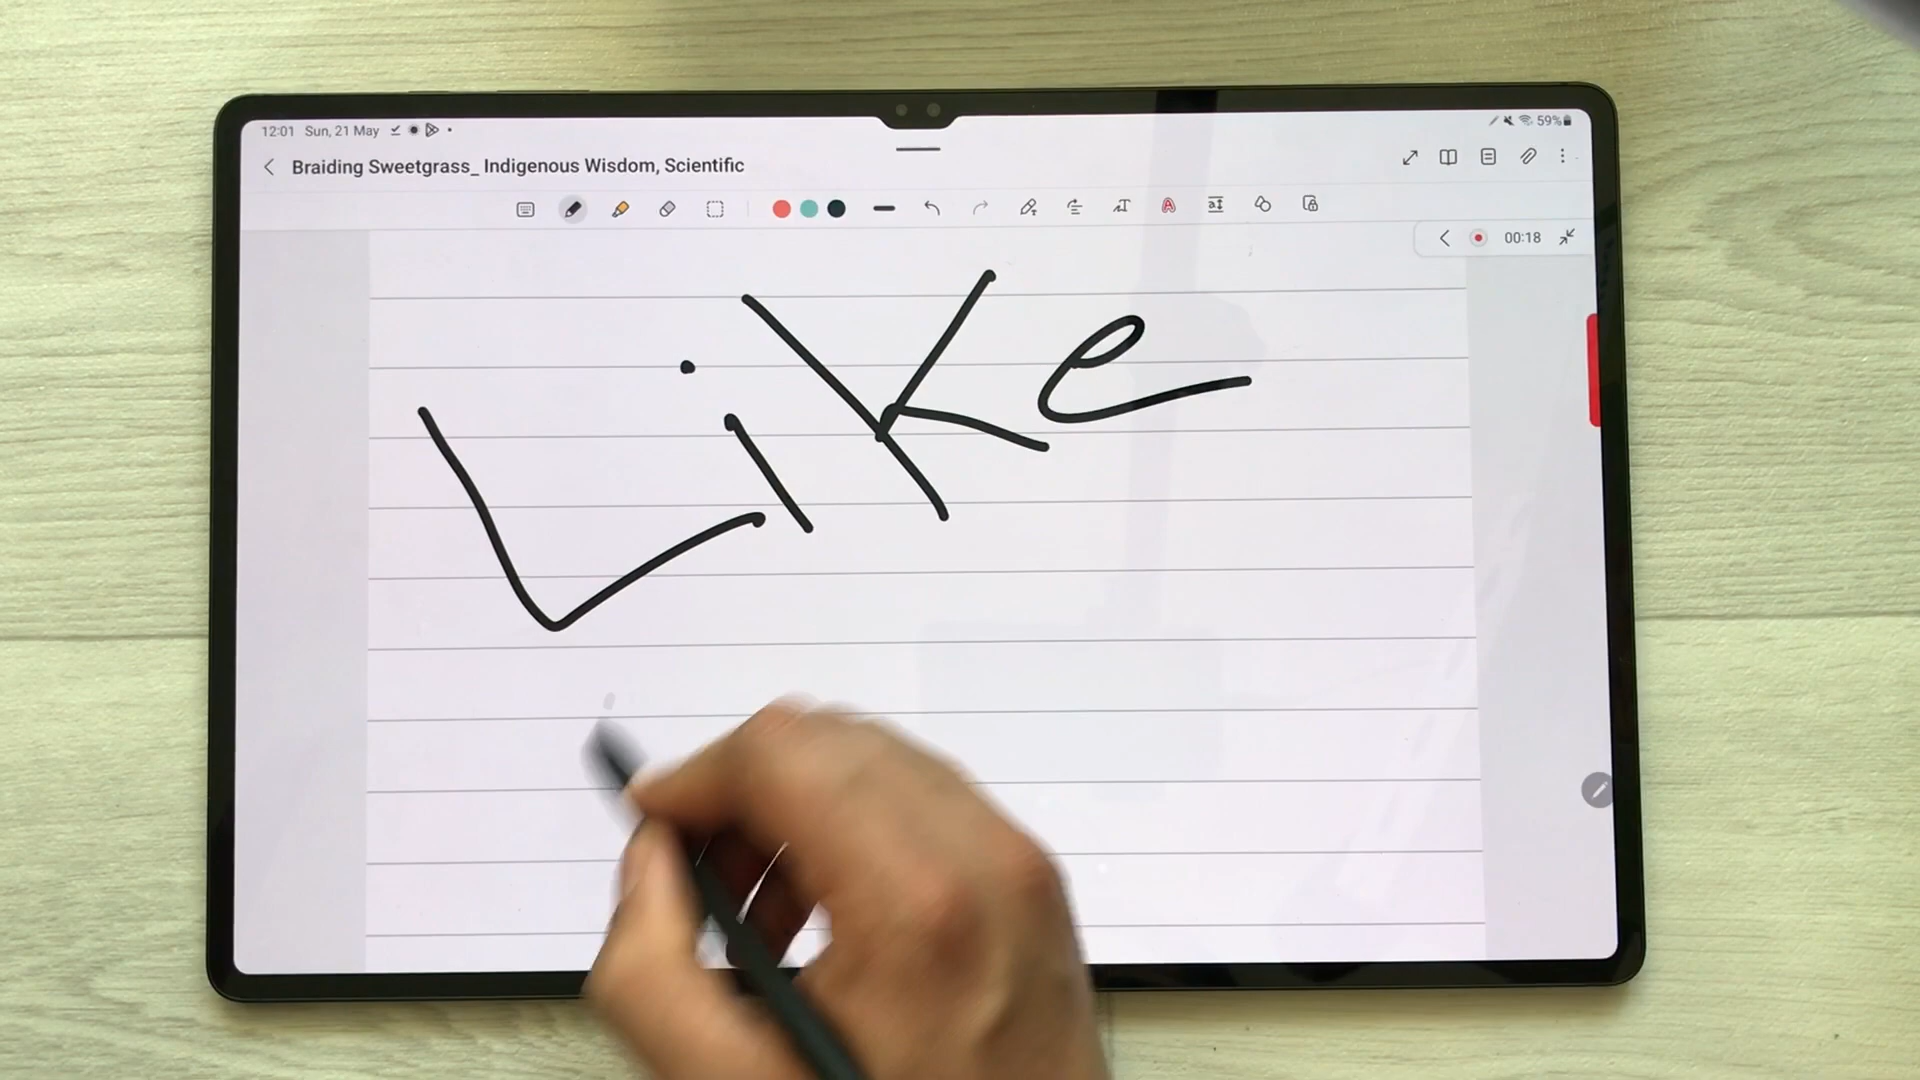 12:01 Sun, 21 May
59%
Braiding Sweetgrass_ Indigenous Wisdom, Scientific
00:18
Like